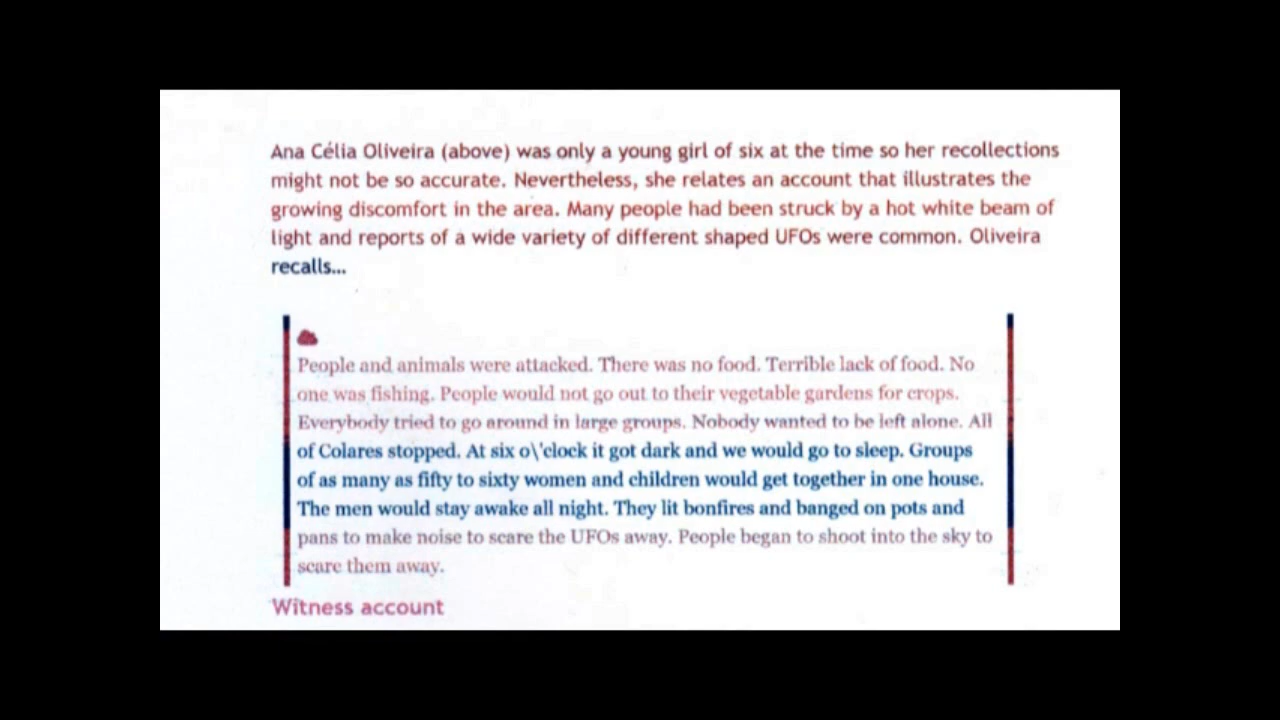 Ana Célia Oliveira (above) was only a young girl of six at the time so her recollections
might not be so accurate. Nevertheless, she relates an account that illustrates the
growing discomfort in the area. Many people had been struck by a hot white beam of
light and reports of a wide variety of different shaped UFOs were common. Oliveira
recalls...
People and animals were attacked. There was no food. Terrible lack of food. No
one was fishing. People would not go out to their vegetable gardens for crops.
Everybody tried to go around in large groups. Nobody wanted to be left alone. All
of Colares stopped. At six o\'clock it got dark and we would go to sleep. Groups
of as many as fifty to sixty women and children would get together in one house.
The men would stay awake all night. They lit bonfires and banged on pots and
pans to make noise to scare the UFOs away. People began to shoot into the sky to
scare them away.
Witness account